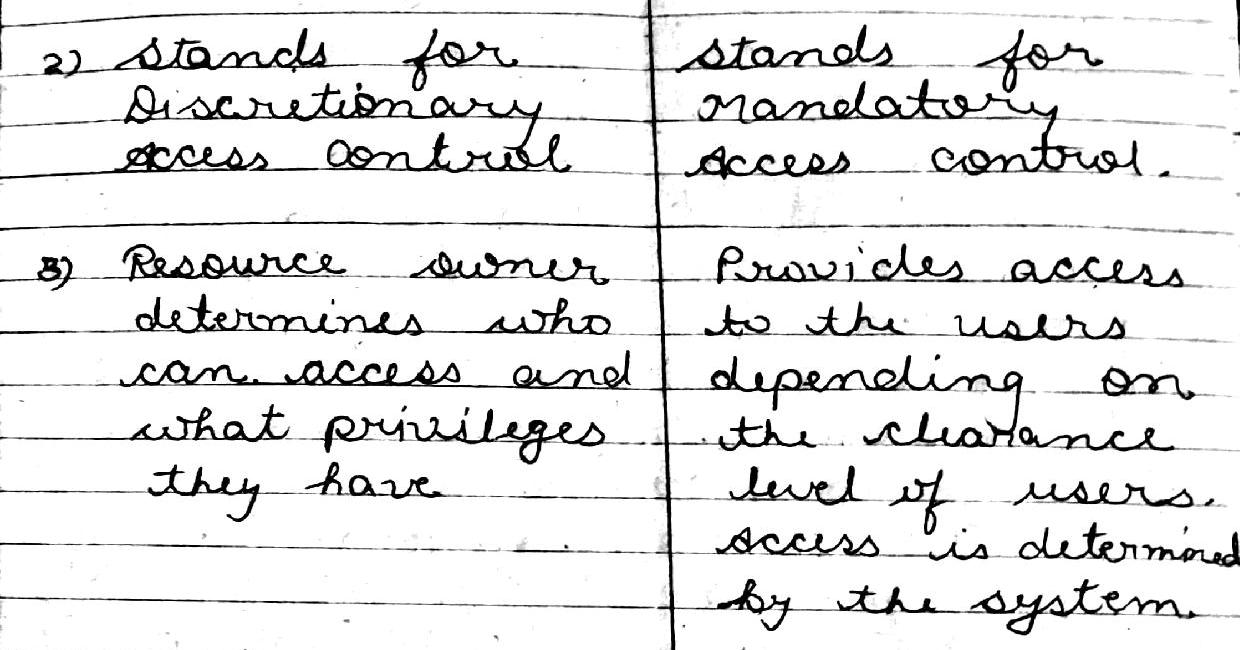 2) Stands for
Discretionary
Access Control
Stands for
Mandatory
Access control.
3) Resource owner
determines who
can access and
what privileges
they have
Provides access
to the users
depending on
the clearance
level of users.
Access is determined
by the system.